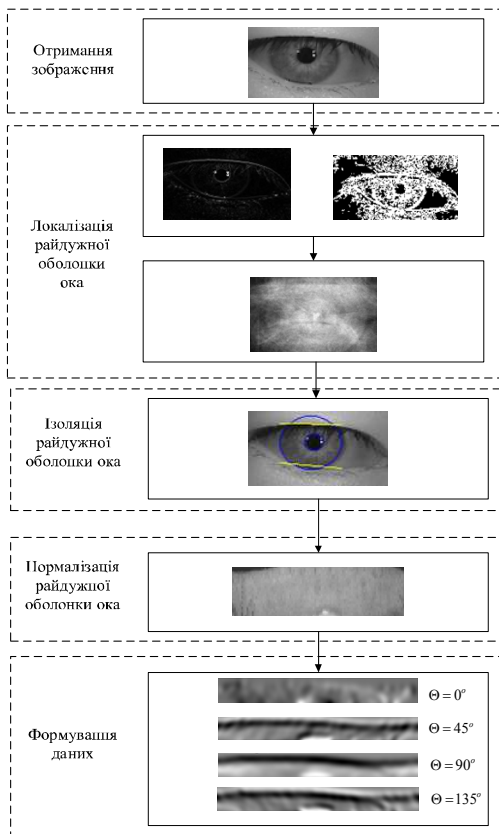 Отримання
зображення
Локалізація
райдужної
оболонки
ока
Ізоляція
райдужної
оболонки ока
Нормалізація
райдужної
оболонки ока
Формування
даних
Θ = 0°
Θ = 45°
Θ = 90°
Θ = 135°